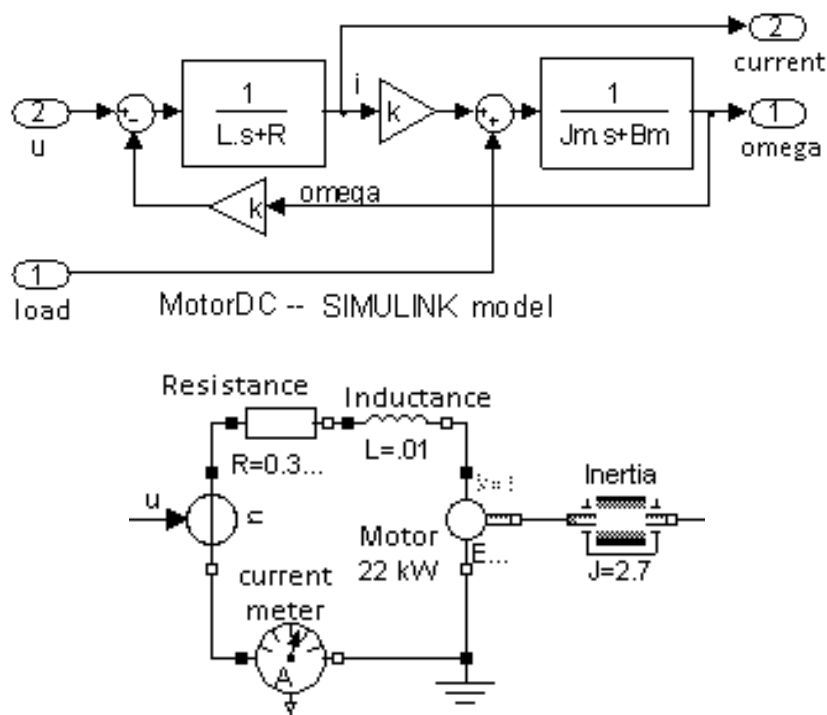 2
current
2
u
+
-
1
L.s+R
i
k
+
+
1
Jm.s+Bm
1
omega
k
omega
1
load
MotorDC -- SIMULINK model
Resistance
Inductance
R=0.3...
L=.01
u
Inertia
Motor
22 kW
E...
J=2.7
current
meter
A